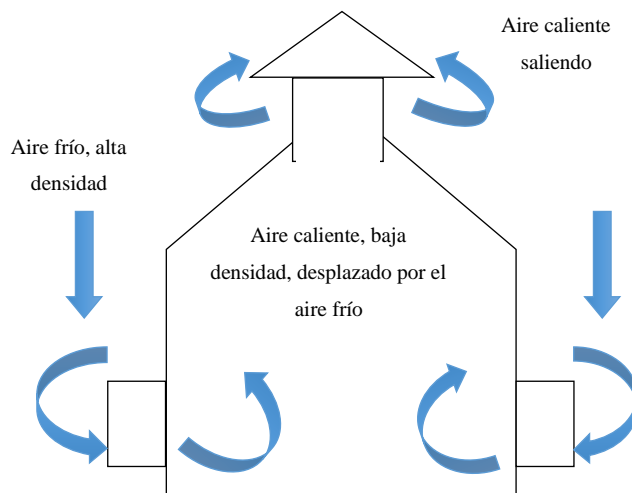 Aire caliente
saliendo
Aire frío, alta
densidad
Aire caliente, baja
densidad, desplazado por el
aire frío